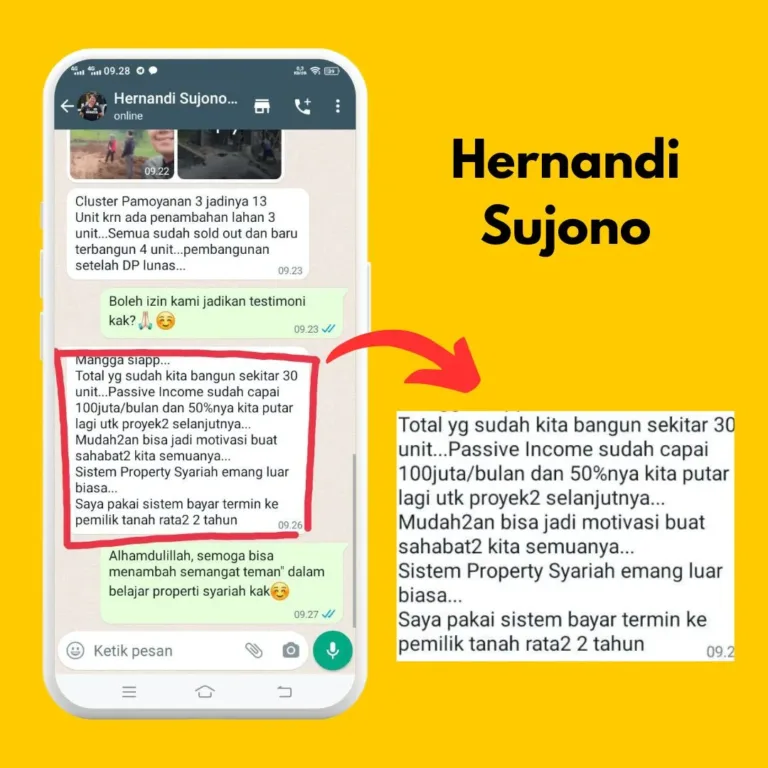 09.28
Hernandi Sujono...
online
09.22
Cluster Pamoyanan 3 jadinya 13
Unit krn ada penambahan lahan 3
unit...Semua sudah sold out dan baru
terbangun 4 unit...pembangunan
setelah DP lunas...
09.23
Boleh izin kami jadikan testimoni
kak?🙏🏻☺️
09.23
Mangga siapp...
Total yg sudah kita bangun sekitar 30
unit...Passive Income sudah capai
100juta/bulan dan 50%nya kita putar
lagi utk proyek2 selanjutnya...
Mudah2an bisa jadi motivasi buat
sahabat2 kita semuanya...
Sistem Property Syariah emang luar
biasa...
Saya pakai sistem bayar termin ke
pemilik tanah rata2 2 tahun
09.26
Alhamdulillah, semoga bisa
menambah semangat teman" dalam
belajar properti syariah kak☺️
09.27
Ketik pesan
Hernandi
Sujono
Total yg sudah kita bangun sekitar 30
unit...Passive Income sudah capai
100juta/bulan dan 50%nya kita putar
lagi utk proyek2 selanjutnya...
Mudah2an bisa jadi motivasi buat
sahabat2 kita semuanya...
Sistem Property Syariah emang luar
biasa...
Saya pakai sistem bayar termin ke
pemilik tanah rata2 2 tahun
09.2